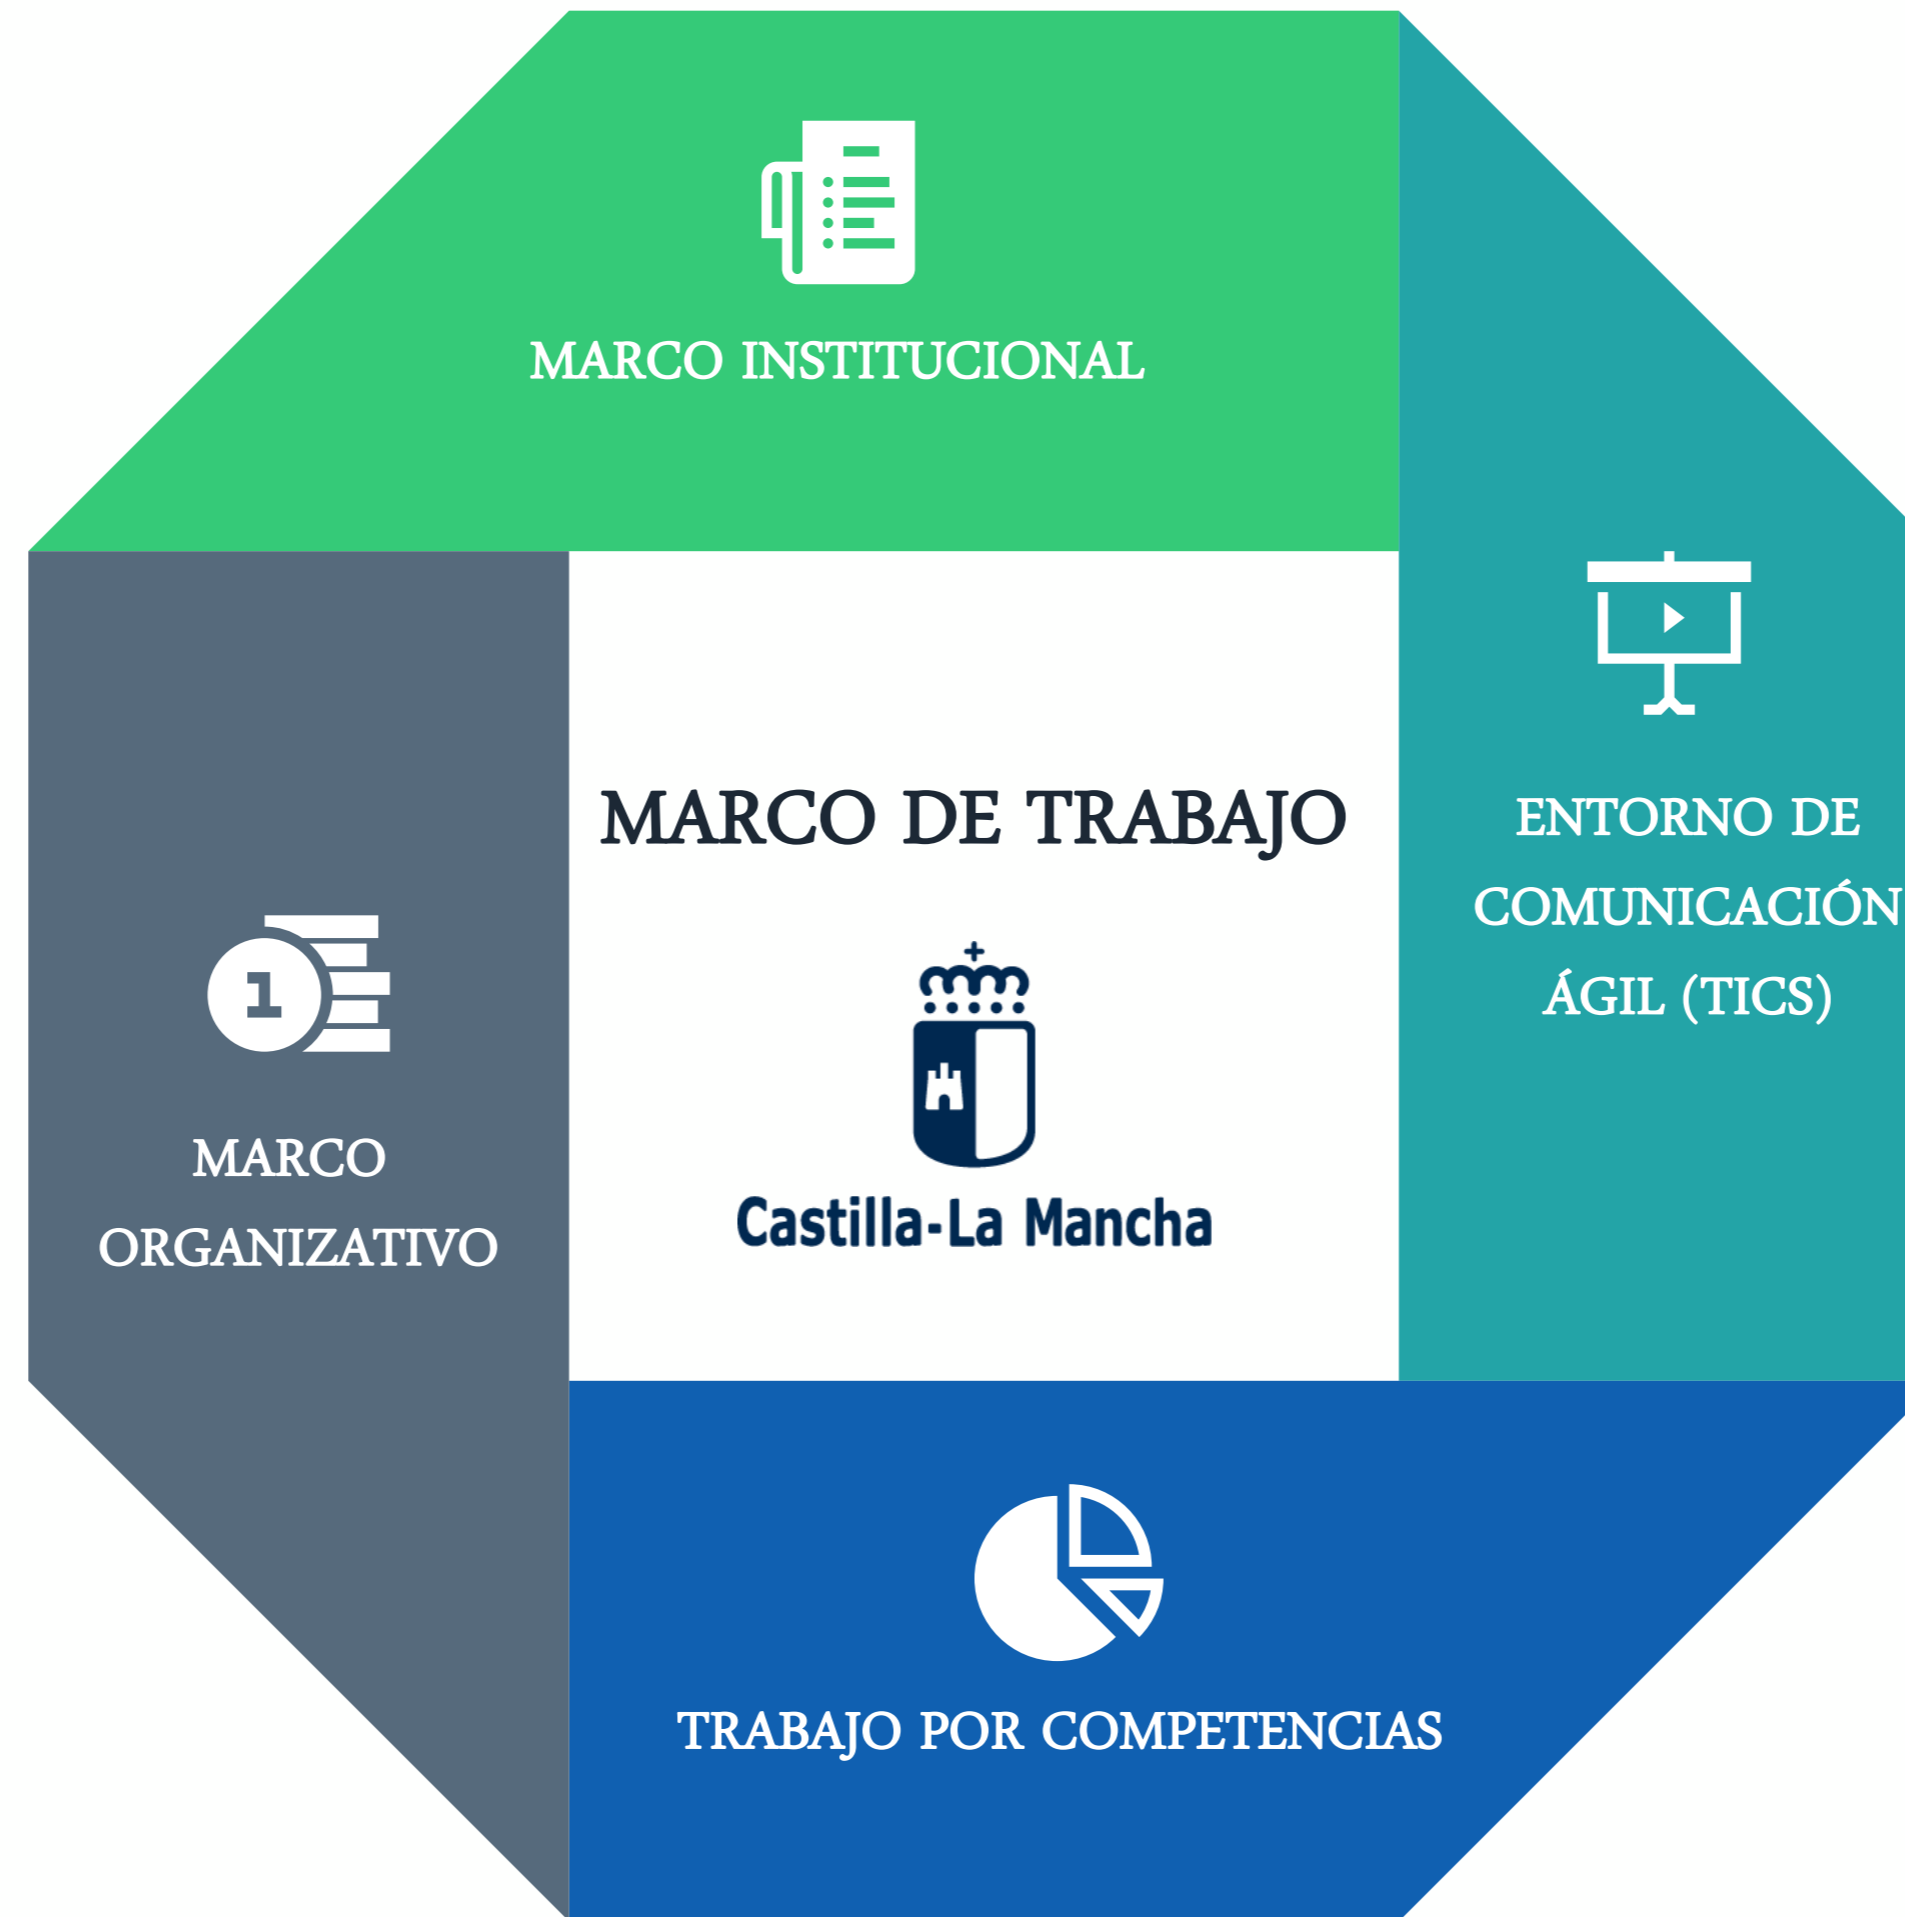 MARCO INSTITUCIONAL
MARCO DE TRABAJO
Castilla-La Mancha
ENTORNO DE
COMUNICACIÓN
ÁGIL (TICS)
1
MARCO
ORGANIZATIVO
TRABAJO POR COMPETENCIAS